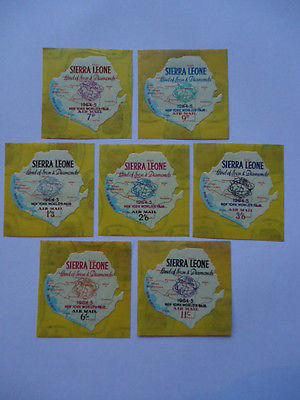 SIERRA LEONE
Land of Iron & Diamonds
1964-5
NEW YORK WORLD'S FAIR
AIR MAIL
7d
SIERRA LEONE
Land of Iron & Diamonds
1964-5
NEW YORK WORLD'S FAIR
AIR MAIL
9d
SIERRA LEONE
Land of Iron & Diamonds
1964-5
NEW YORK WORLD'S FAIR
AIR MAIL
1'3
SIERRA LEONE
Land of Iron & Diamonds
1964-5
NEW YORK WORLD'S FAIR
AIR MAIL
2'6
SIERRA LEONE
Land of Iron & Diamonds
1964-5
NEW YORK WORLD'S FAIR
AIR MAIL
3'6
SIERRA LEONE
Land of Iron & Diamonds
1964-5
NEW YORK WORLD'S FAIR
AIR MAIL
6/-
SIERRA LEONE
Land of Iron & Diamonds
1964-5
NEW YORK WORLD'S FAIR
AIR MAIL
11/-